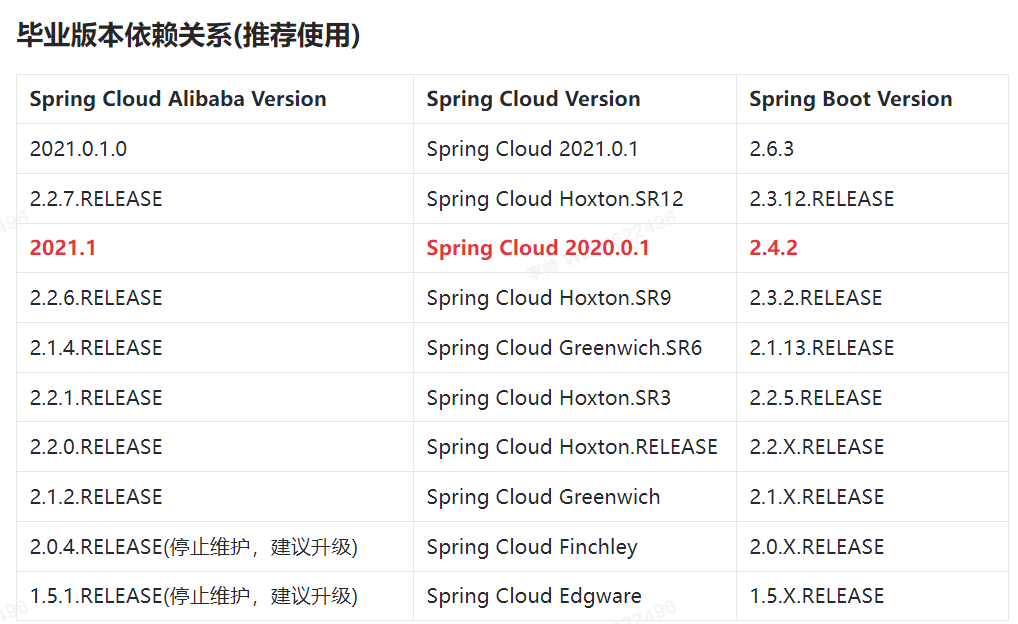 毕业版本依赖关系(推荐使用)
Spring Cloud Alibaba Version Spring Cloud Version Spring Boot Version
2021.0.1.0 Spring Cloud 2021.0.1 2.6.3
2.2.7.RELEASE Spring Cloud Hoxton.SR12 2.3.12.RELEASE
2021.1 Spring Cloud 2020.0.1 2.4.2
2.2.6.RELEASE Spring Cloud Hoxton.SR9 2.3.2.RELEASE
2.1.4.RELEASE Spring Cloud Greenwich.SR6 2.1.13.RELEASE
2.2.1.RELEASE Spring Cloud Hoxton.SR3 2.2.5.RELEASE
2.2.0.RELEASE Spring Cloud Hoxton.RELEASE 2.2.X.RELEASE
2.1.2.RELEASE Spring Cloud Greenwich 2.1.X.RELEASE
2.0.4.RELEASE(停止维护，建议升级) Spring Cloud Finchley 2.0.X.RELEASE
1.5.1.RELEASE(停止维护，建议升级) Spring Cloud Edgware 1.5.X.RELEASE